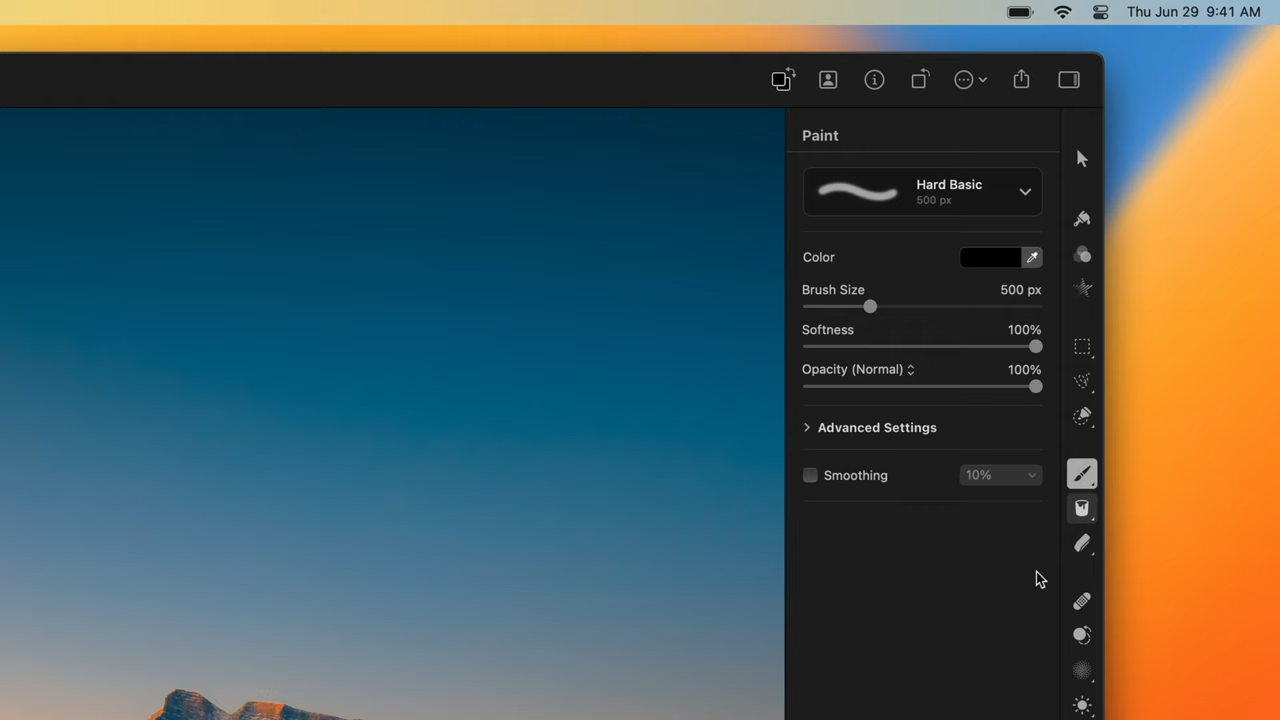 Thu Jun 29 9:41 AM
Paint
Hard Basic
500 px
Color
Brush Size 500 px
Softness 100%
Opacity (Normal) 100%
Advanced Settings
Smoothing 10%